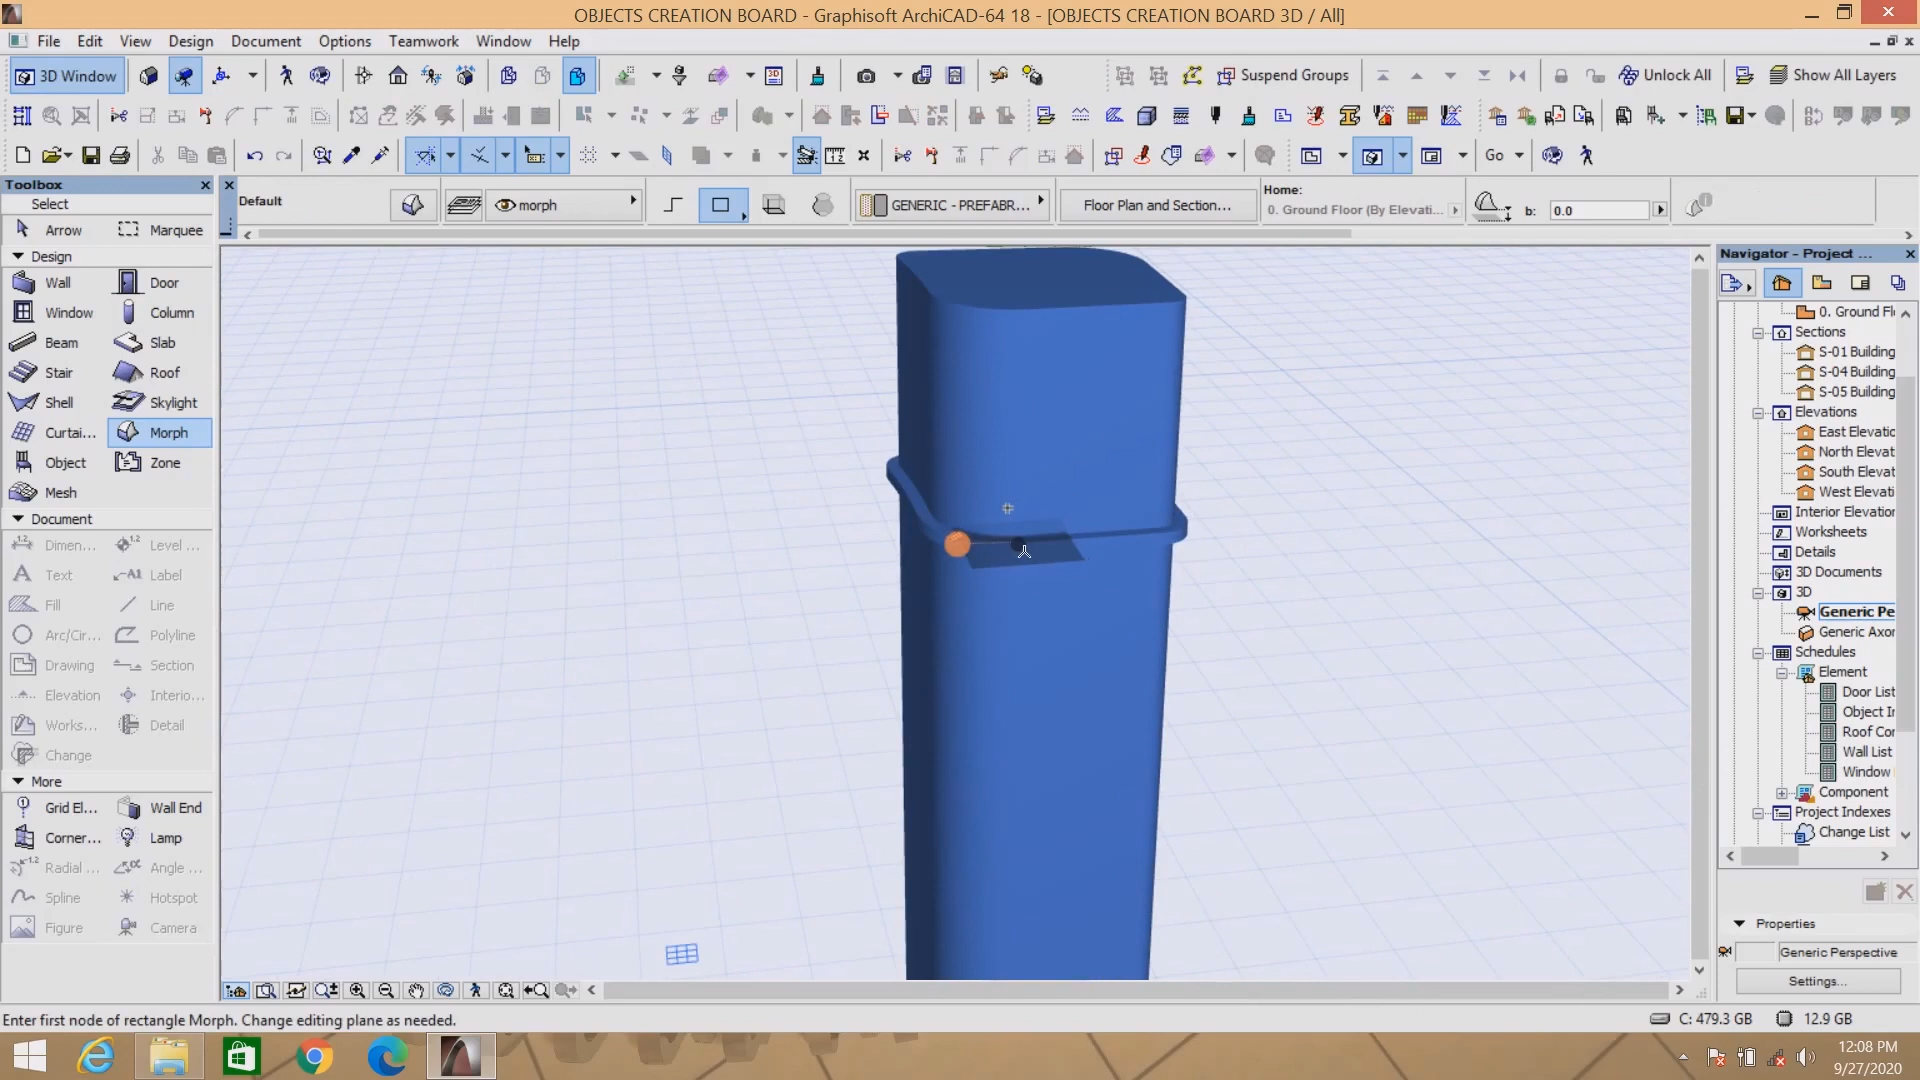 OBJECTS CREATION BOARD - Graphisoft ArchiCAD-64 18 - [OBJECTS CREATION BOARD 3D / All]
File Edit View Design Document Options Teamwork Window Help
3D Window Suspend Groups Unlock All Show All Layers
Go
Toolbox
Select
Arrow Marquee
Design
Wall Door
Window Column
Beam Slab
Stair Roof
Shell Skylight
Curtai... Morph
Object Zone
Mesh
Document
Dimen... Level ...
Text Label
Fill Line
Arc/Cir... Polyline
Drawing Section
Elevation Interio...
Works... Detail
Change
More
Grid El... Wall End
Corner... Lamp
Radial ... Angle ...
Spline Hotspot
Figure Camera
Default
morph
GENERIC - PREFABR...
Floor Plan and Section...
Home:
0. Ground Floor (By Elevati...
b: 0.0
Navigator - Project ...
0. Ground Fl
Sections
S-01 Building
S-04 Building
S-05 Building
Elevations
East Elevatic
North Elevat
South Elevat
West Elevati
Interior Elevation
Worksheets
Details
3D Documents
3D
Generic Pe
Generic Axor
Schedules
Element
Door List
Object Ir
Roof Cor
Wall List
Window
Component
Project Indexes
Change List
Properties
Generic Perspective
Settings...
Enter first node of rectangle Morph. Change editing plane as needed.
C: 479.3 GB 12.9 GB
12:08 PM
9/27/2020